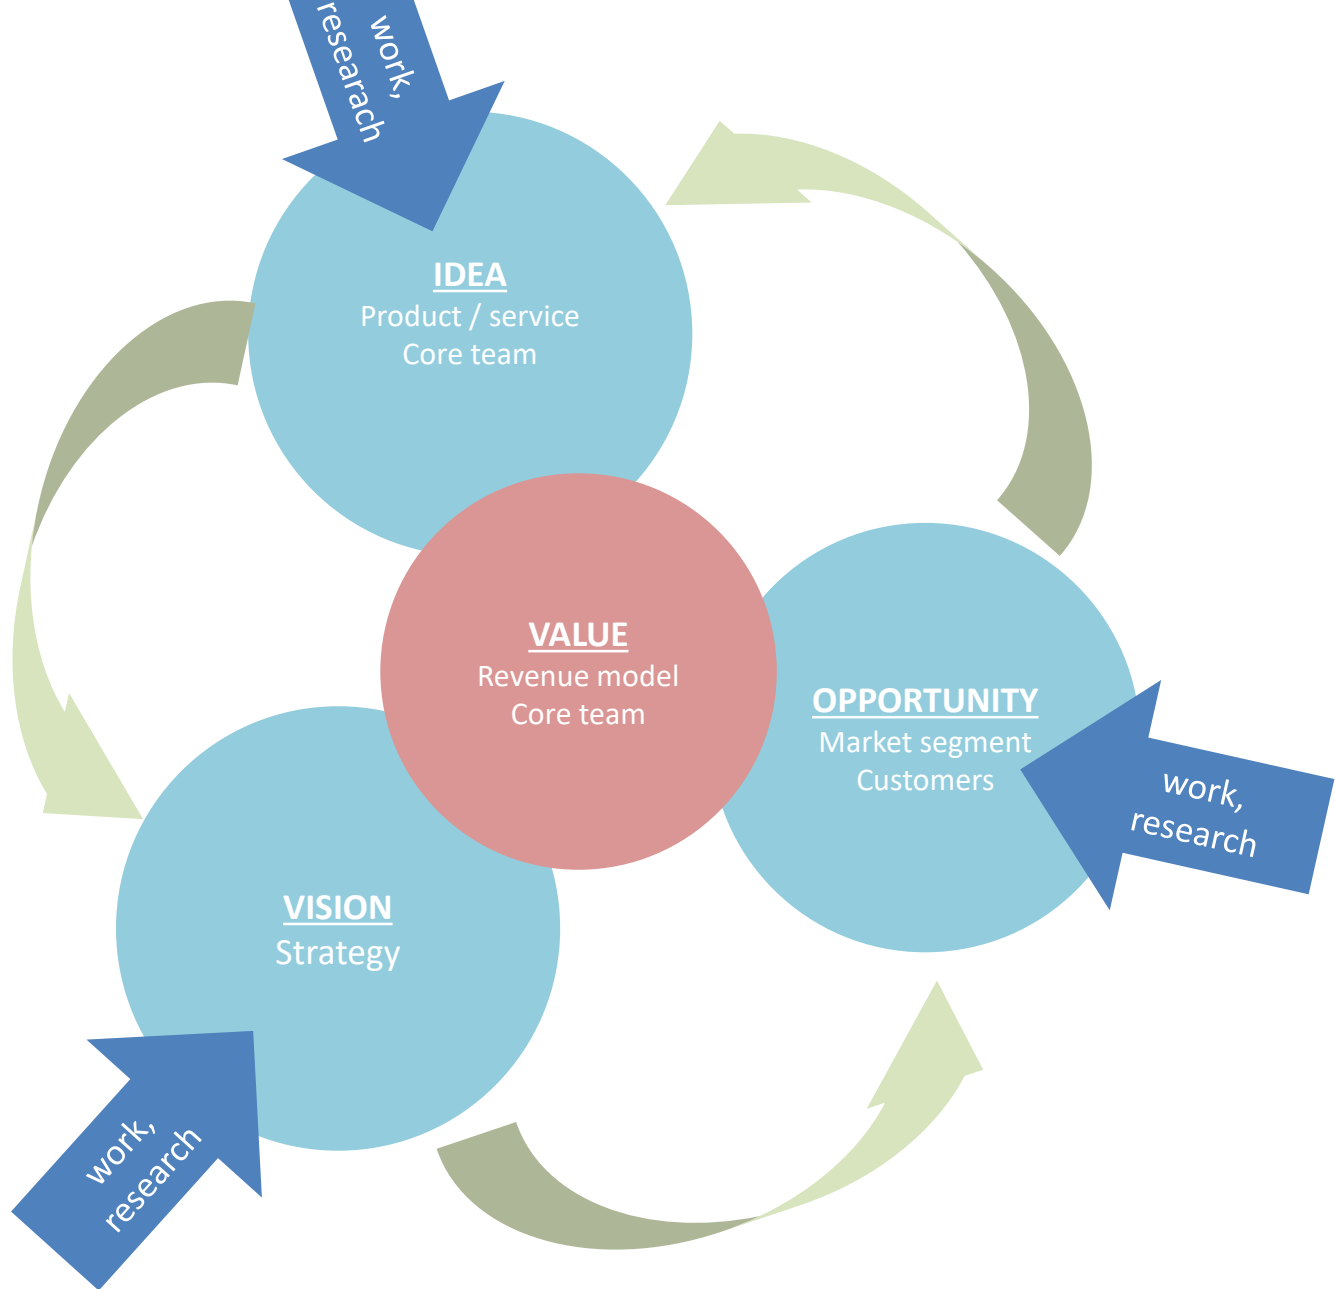 work,
researach
IDEA
Product / service
Core team
VALUE
Revenue model
Core team
OPPORTUNITY
Market segment
Customers
work,
research
VISION
Strategy
work,
research